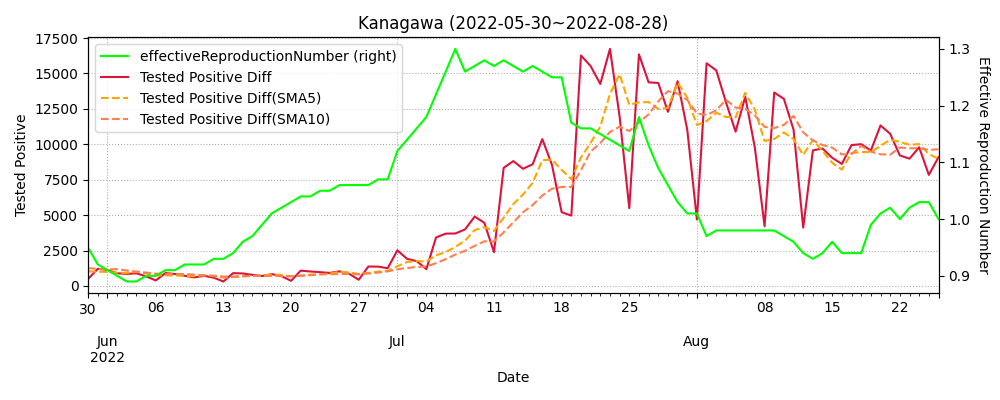 Kanagawa (2022-05-30~2022-08-28)
effectiveReproductionNumber (right)
Tested Positive Diff
Tested Positive Diff(SMA5)
Tested Positive Diff(SMA10)
Tested Positive
17500
15000
12500
10000
7500
5000
2500
0
1.3
1.2
1.1
1.0
0.9
Effective Reproduction Number
30 06 13 20 27 04 11 18 25 08 15 22
Jun Jul Aug
2022
Date